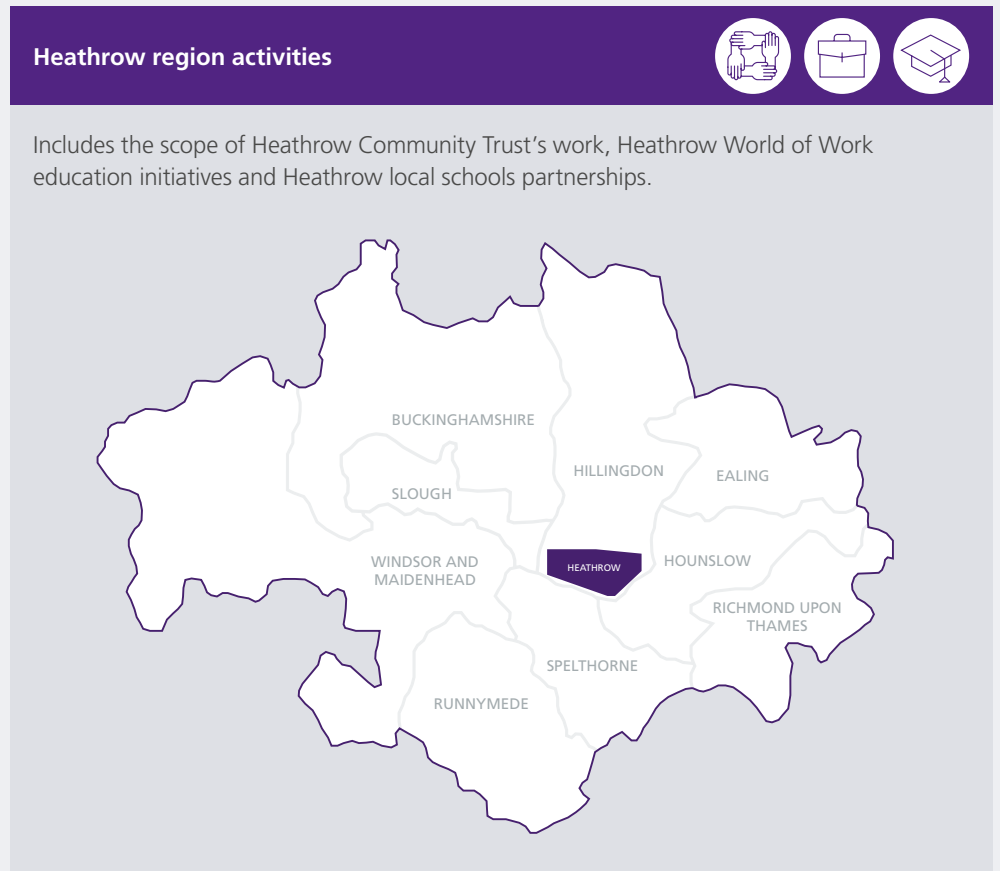 Heathrow region activities
Includes the scope of Heathrow Community Trust’s work, Heathrow World of Work
education initiatives and Heathrow local schools partnerships.
BUCKINGHAMSHIRE
HILLINGDON
EALING
SLOUGH
WINDSOR AND
MAIDENHEAD
HEATHROW
HOUNSLOW
RICHMOND UPON
THAMES
SPELTHORNE
RUNNYMEDE